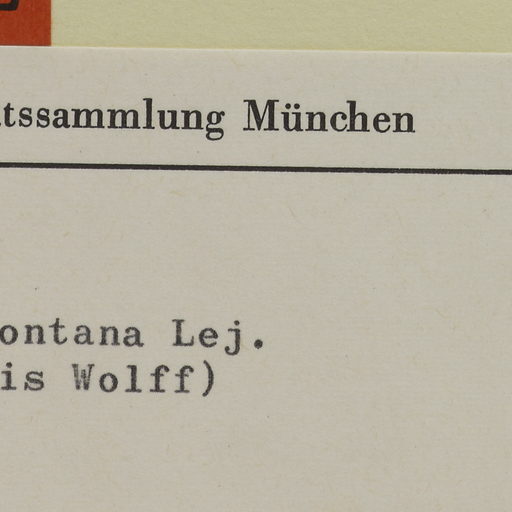 tssammlung München
ontana Lej.
is Wolff)